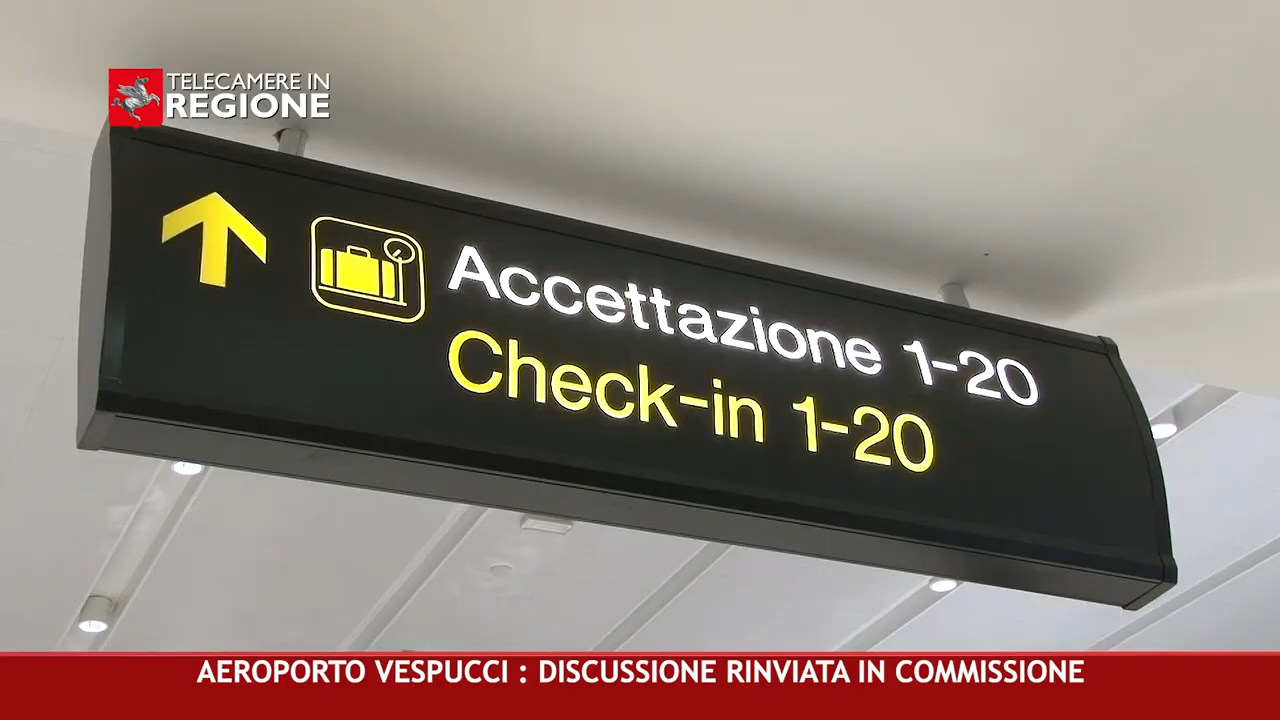 TELECAMERE IN
REGIONE
Accettazione 1-20
Check-in 1-20
AEROPORTO VESPUCCI : DISCUSSIONE RINVIATA IN COMMISSIONE